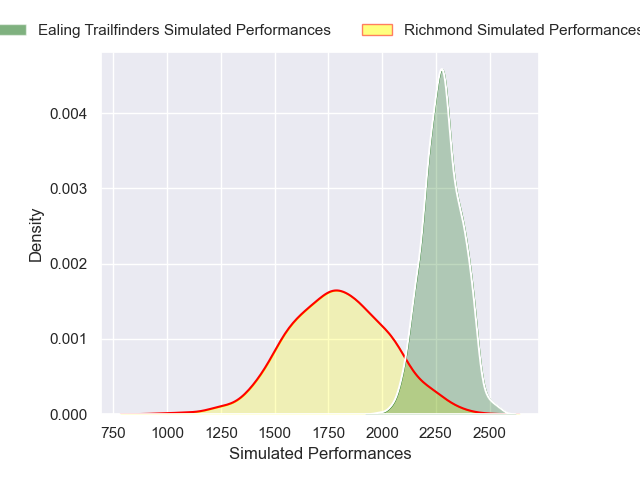 Ealing Trailfinders Simulated Performances
Richmond Simulated Performances
0.004
0.003
0.002
0.001
0.000
Density
750 1000 1250 1500 1750 2000 2250 2500
Simulated Performances